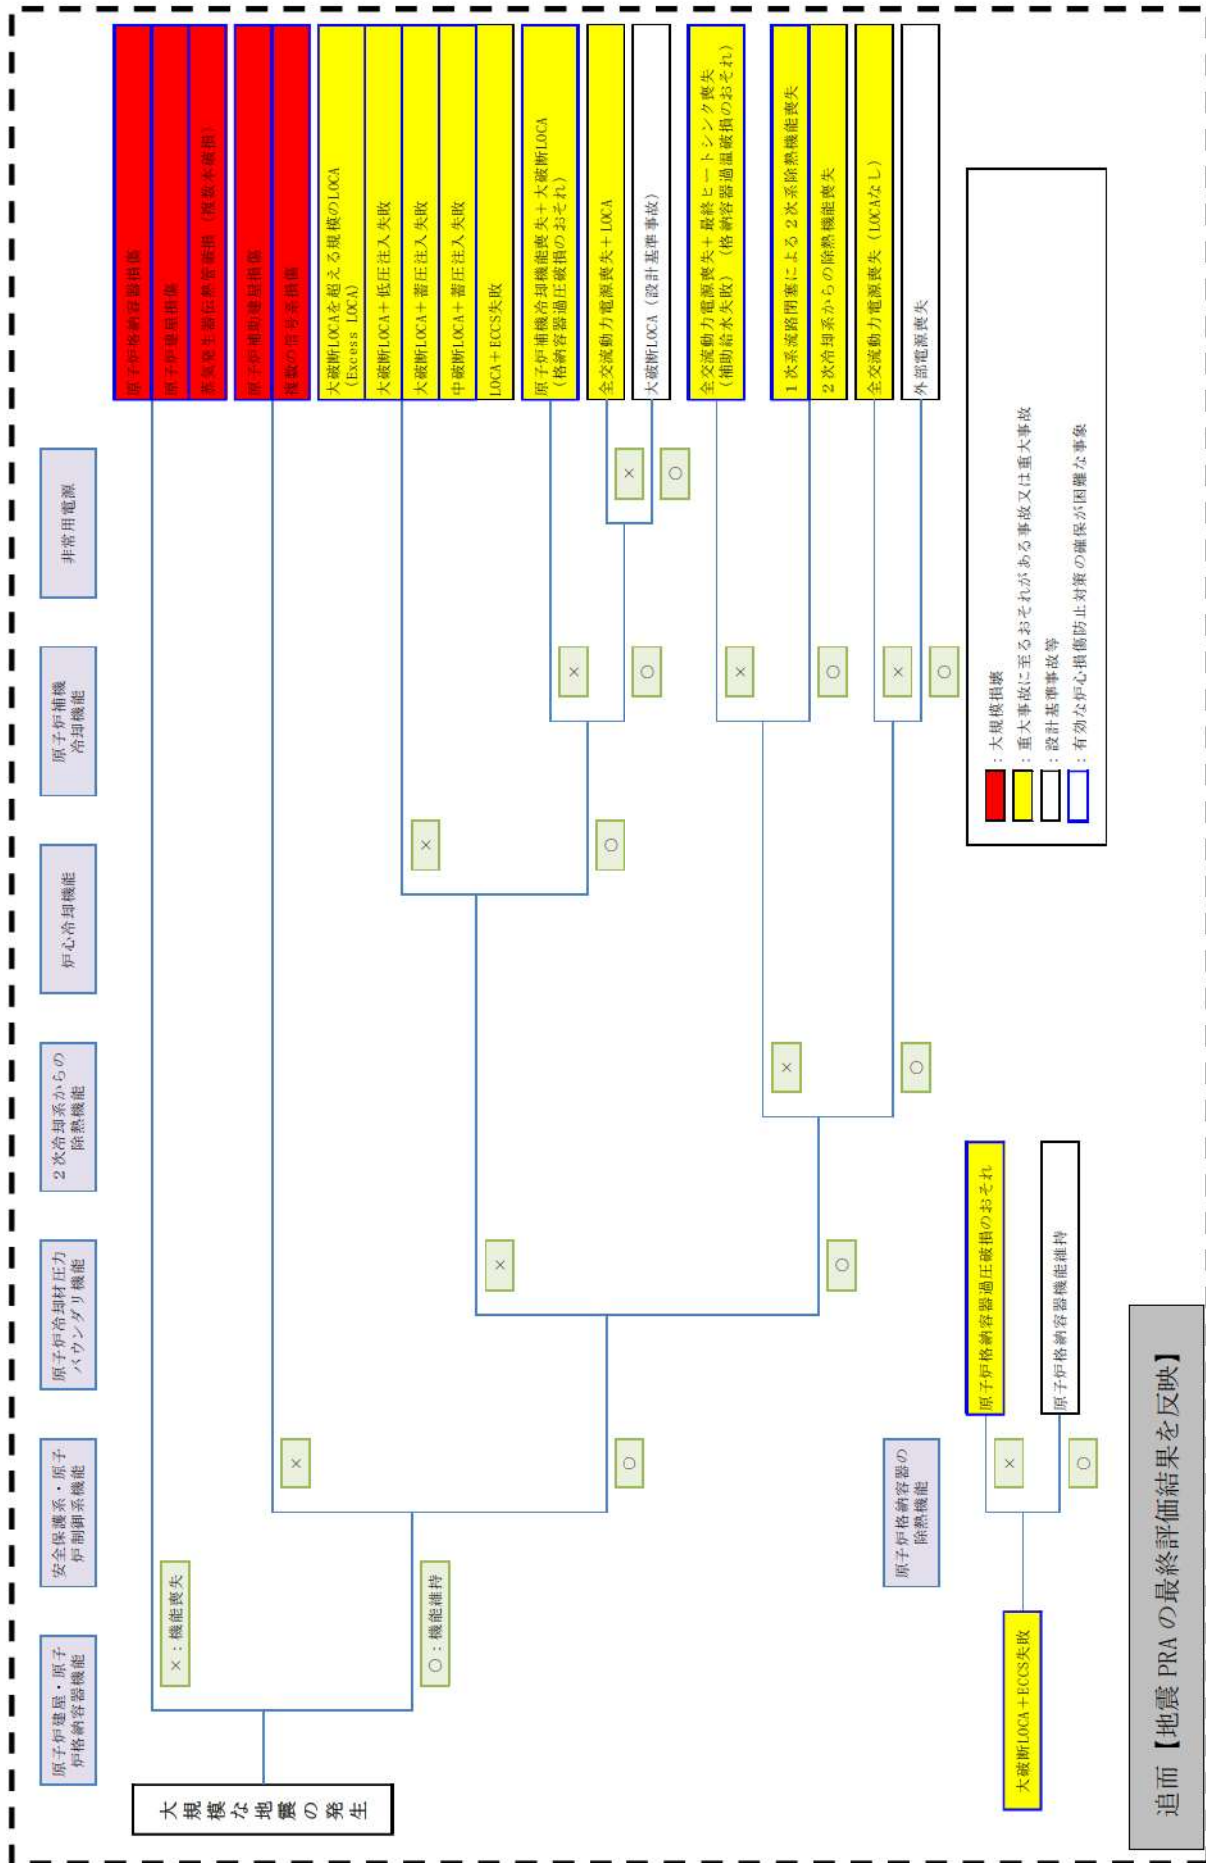 大規模な地震の発生
原子炉建屋・原子
炉格納容器機能
安全保護系・原子
炉制御系機能
原子炉冷却材圧力
バウンダリ機能
2次冷却系からの
除熱機能
炉心冷却機能
原子炉補機
冷却機能
非常用電源
×：機能喪失
○：機能維持
×
○
×
○
×
○
×
○
×
○
×
○
×
○
×
○
原子炉格納容器損傷
原子炉建屋損傷
蒸気発生器伝熱管破損（複数本破損）
原子炉補助建屋損傷
複数の信号系損傷
大破断LOCAを超える規模のLOCA
(Excess LOCA)
大破断LOCA＋低圧注入失敗
大破断LOCA＋蓄圧注入失敗
中破断LOCA＋蓄圧注入失敗
LOCA＋ECCS失敗
原子炉補機冷却機能喪失＋大破断LOCA
(格納容器過圧破損のおそれ)
全交流動力電源喪失＋LOCA
大破断LOCA（設計基準事故）
全交流動力電源喪失＋最終ヒートシンク喪失
(補助給水失敗)（格納容器過温破損のおそれ）
1次系流路閉塞による2次系除熱機能喪失
2次冷却系からの除熱機能喪失
全交流動力電源喪失（LOCAなし）
外部電源喪失
原子炉格納容器の
除熱機能
大破断LOCA＋ECCS失敗
×
○
原子炉格納容器過圧破損のおそれ
原子炉格納容器機能維持
：大規模損壊
：重大事故に至るおそれがある事故又は重大事故
：設計基準事故等
：有効な炉心損傷防止対策の確保が困難な事象
追而【地震PRAの最終評価結果を反映】